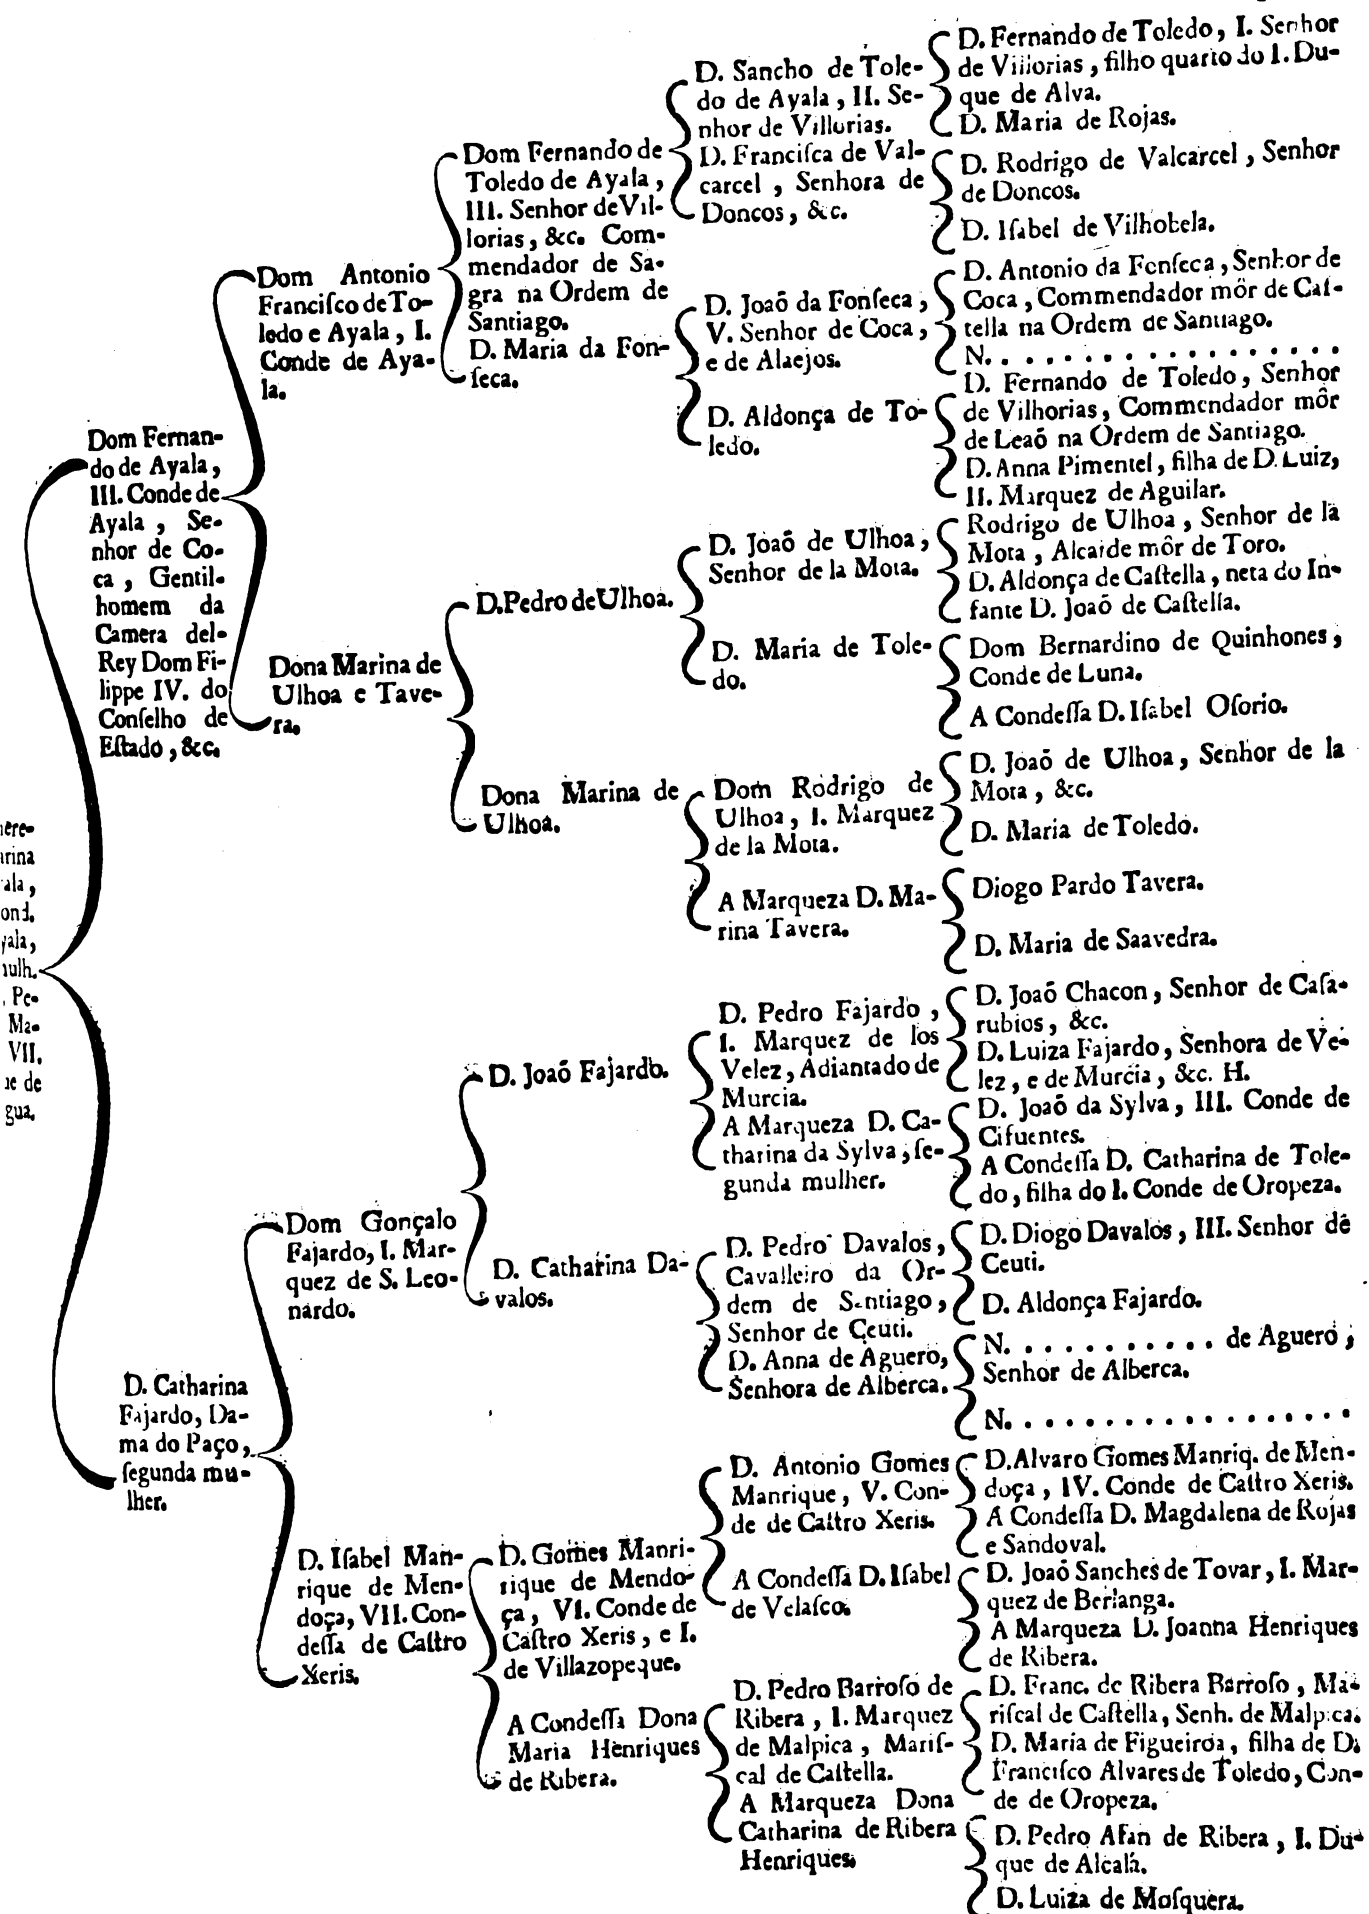 nere-
arina
ala,
ond.
yala,
mulh.
Pe-
Ma-
VII.
ue de
gua.
Dom Fernan-
do de Ayala,
III. Conde de
Ayala, Se-
nhor de Co-
ca, Gentil-
homem da
Camera del-
Rey Dom Fi-
lippe IV. do
Conſelho de
Eſtado, &c.
D. Catharina
Fajardo, Da-
ma do Paço,
ſegunda mu-
lher.
Dom Antonio
Franciſco de To-
ledo e Ayala, I.
Conde de Aya-
la.
Dona Marina de
Ulhoa e Tave-
ra.
Dom Gonçalo
Fajardo, I. Mar-
quez de S. Leo-
nardo.
D. Iſabel Man-
rique de Men-
doça, VII. Con-
deſſa de Caſtro
Xeris.
Dom Fernando de
Toledo de Ayala,
III. Senhor de Vil-
lorias, &c. Com-
mendador de Sa-
gra na Ordem de
Santiago.
D. Maria da Fon-
ſeca.
D. Pedro de Ulhoa.
Dona Marina de
Ulhoa.
D. Joaõ Fajardo.
D. Catharina Da-
valos.
D. Gomes Manri-
rique de Mendo-
ça, VI. Conde de
Caſtro Xeris, e I.
de Villazopeque.
A Condeſſa Dona
Maria Henriques
de Ribera.
D. Sancho de Tole-
do de Ayala, II. Se-
nhor de Villorias.
D. Franciſca de Val-
carcel, Senhora de
Doncos, &c.
D. Joaõ da Fonſeca,
V. Senhor de Coca,
e de Alaejos.
D. Aldonça de To-
ledo.
D. Joaõ de Ulhoa,
Senhor de la Mota.
D. Maria de Tole-
do.
Dom Rodrigo de
Ulhoa, I. Marquez
de la Mota.
A Marqueza D. Ma-
rina Tavera.
D. Pedro Fajardo,
I. Marquez de los
Velez, Adiantado de
Murcia.
A Marqueza D. Ca-
tharina da Sylva, ſe-
gunda mulher.
D. Pedro Davalos,
Cavalleiro da Or-
dem de Santiago,
Senhor de Ceuti.
D. Anna de Aguero,
Senhora de Alberca.
D. Antonio Gomes
Manrique, V. Con-
de de Caſtro Xeris.
A Condeſſa D. Iſabel
de Velaſco.
D. Pedro Barroſo de
Ribera, I. Marquez
de Malpica, Mariſ-
cal de Caſtella.
A Marqueza Dona
Catharina de Ribera
Henriques.
D. Fernando de Toledo, I. Senhor
de Villorias, filho quarto do I. Du-
que de Alva.
D. Maria de Rojas.
D. Rodrigo de Valcarcel, Senhor
de Doncos.
D. Iſabel de Vilhobela.
D. Antonio da Fonſeca, Senhor de
Coca, Commendador môr de Caſ-
tella na Ordem de Santiago.
N. . . . . . . . . . . . . . . . . .
D. Fernando de Toledo, Senhor
de Vilhorias, Commendador môr
de Leaõ na Ordem de Santiago.
D. Anna Pimentel, filha de D. Luiz,
II. Marquez de Aguilar.
Rodrigo de Ulhoa, Senhor de la
Mota, Alcaide môr de Toro.
D. Aldonça de Caſtella, neta do In-
fante D. Joaõ de Caſtella.
Dom Bernardino de Quinhones,
Conde de Luna.
A Condeſſa D. Iſabel Oſorio.
D. Joaõ de Ulhoa, Senhor de la
Mota, &c.
D. Maria de Toledo.
Diogo Pardo Tavera.
D. Maria de Saavedra.
D. Joaõ Chacon, Senhor de Caſa-
rubios, &c.
D. Luiza Fajardo, Senhora de Ve-
lez, e de Murcia, &c. H.
D. Joaõ da Sylva, III. Conde de
Cifuentes.
A Condeſſa D. Catharina de Tole-
do, filha do I. Conde de Oropeza.
D. Diogo Davalos, III. Senhor de
Ceuti.
D. Aldonça Fajardo.
N. . . . . . . . . . . de Aguero,
Senhor de Alberca.
N. . . . . . . . . . . . . . . . . .
D. Alvaro Gomes Manriq. de Men-
doça, IV. Conde de Caſtro Xeris.
A Condeſſa D. Magdalena de Rojas
e Sandoval.
D. Joaõ Sanches de Tovar, I. Mar-
quez de Berlanga.
A Marqueza D. Joanna Henriques
de Ribera.
D. Franc. de Ribera Barroſo, Ma-
riſcal de Caſtella, Senh. de Malpica.
D. Maria de Figueiroa, filha de D.
Franciſco Alvares de Toledo, Con-
de de Oropeza.
D. Pedro Afan de Ribera, I. Du-
que de Alcalá.
D. Luiza de Moſquera.